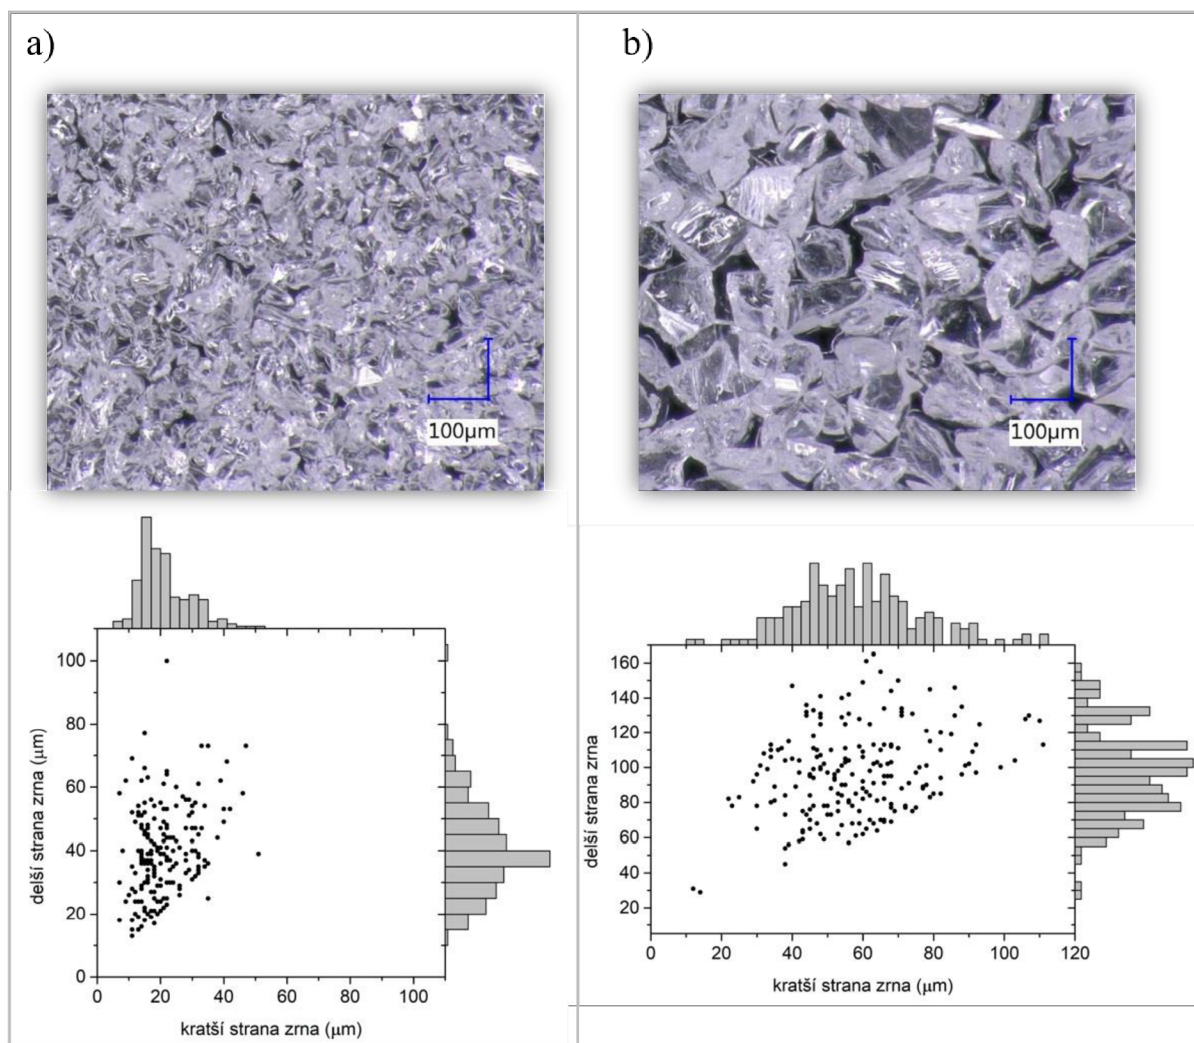 a)
b)
100µm
100µm
100
80
60
40
20
0
delší strana zrna (µm)
0 20 40 60 80 100
kratší strana zrna (µm)
160
140
120
100
80
60
40
20
delší strana zrna
0 20 40 60 80 100 120
kratší strana zrna (µm)